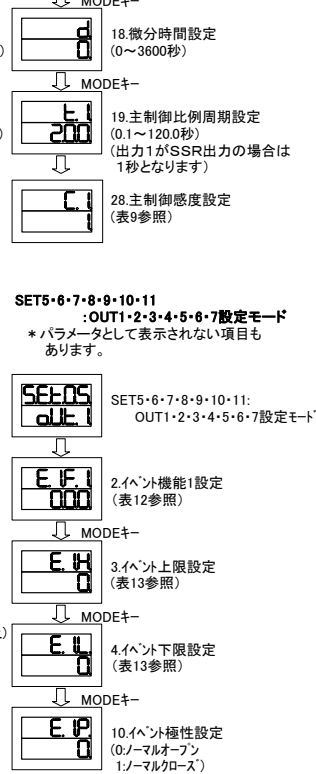 MODEキー
d.
0.
18.微分時間設定
(0～3600秒)
MODEキー
t.1
20.0
19.主制御比例周期設定
(0.1～120.0秒)
(出力1がSSR出力の場合は
1秒となります)
C.1
1
28.主制御感度設定
(表9参照)
SET5・6・7・8・9・10・11
:OUT1・2・3・4・5・6・7設定モード
*パラメータとして表示されない項目も
あります。
SEt.05.
oUt.1
SET5・6・7・8・9・10・11:
OUT1・2・3・4・5・6・7設定モード
E.1F.1
0.0.0
2.イベント機能1設定
(表12参照)
MODEキー
E.1H
0.
3.イベント上限設定
(表13参照)
MODEキー
E.1L.
0.
4.イベント下限設定
(表13参照)
MODEキー
E.1P.
0.
10.イベント極性設定
(0:ノーマルオープン
1:ノーマルクローズ)